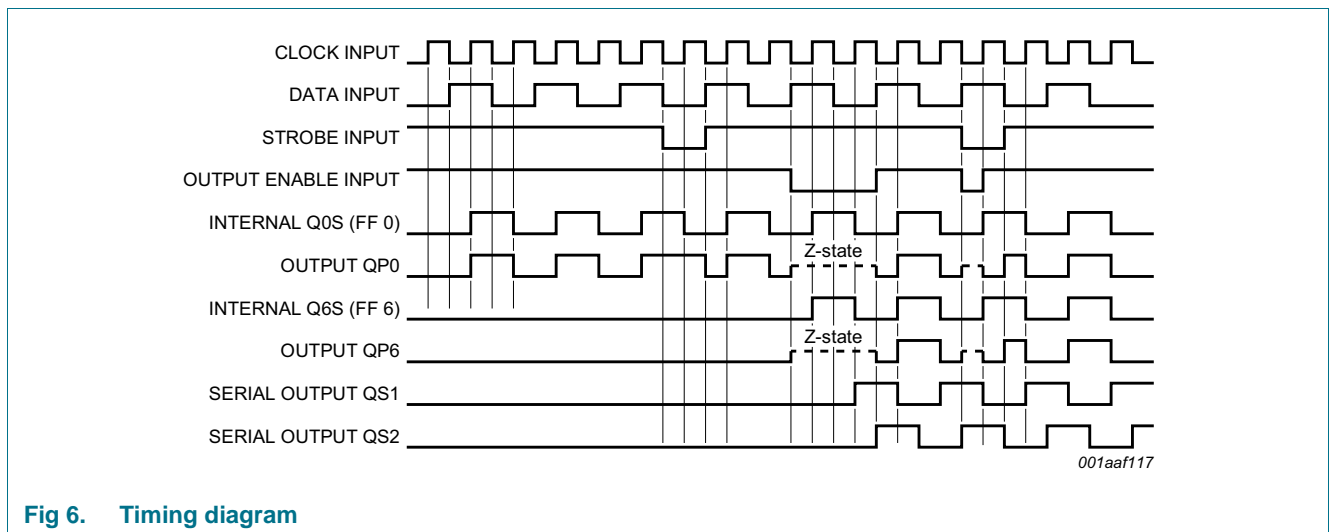 CLOCK INPUT
DATA INPUT
STROBE INPUT
OUTPUT ENABLE INPUT
INTERNAL Q0S (FF 0)
Z-state
OUTPUT QP0
INTERNAL Q6S (FF 6)
Z-state
OUTPUT QP6
SERIAL OUTPUT QS1
SERIAL OUTPUT QS2
001aaf117
Fig 6. Timing diagram